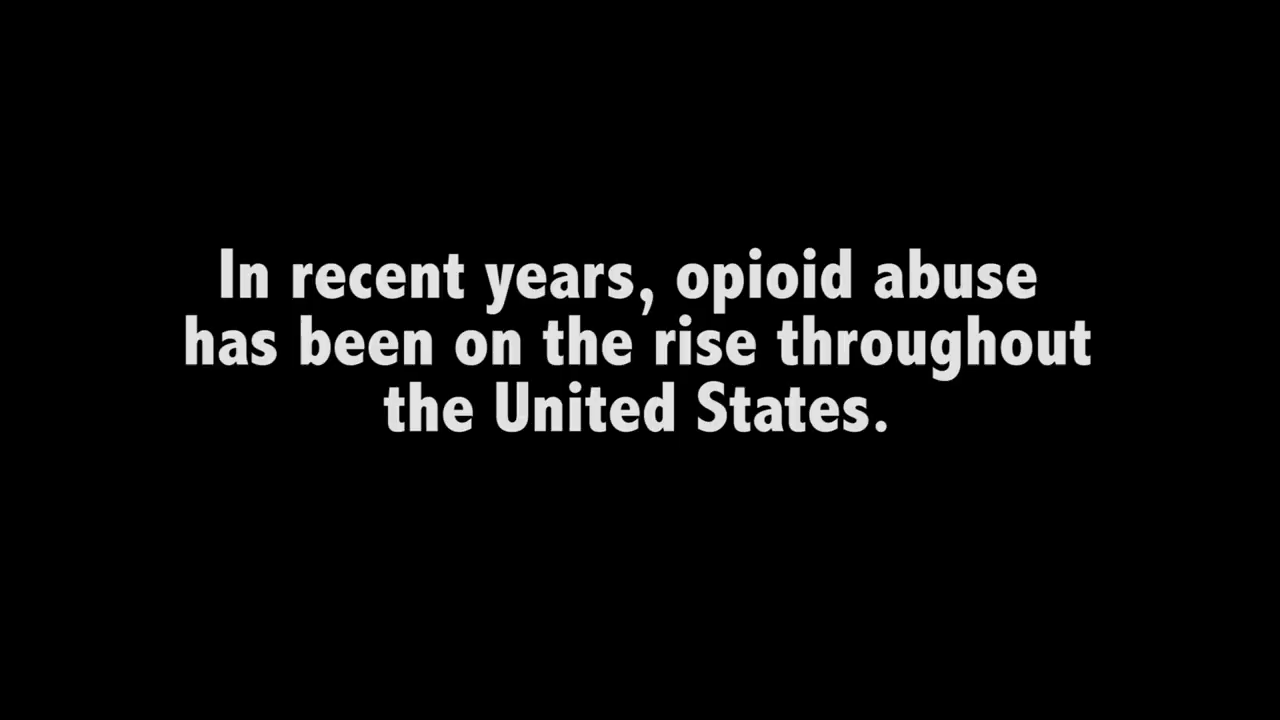 In recent years, opioid abuse
has been on the rise throughout
the United States.